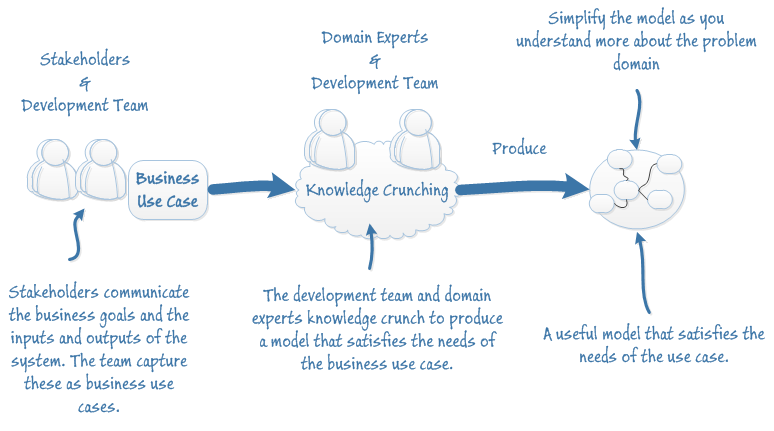 Stakeholders
&
Development Team
Business
Use Case
Stakeholders communicate
the business goals and the
inputs and outputs of the
system. The team capture
these as business use
cases.
Domain Experts
&
Development Team
Knowledge Crunching
The development team and domain
experts knowledge crunch to produce
a model that satisfies the needs of
the business use case.
Produce
Simplify the model as you
understand more about the problem
domain
A useful model that satisfies the
needs of the use case.